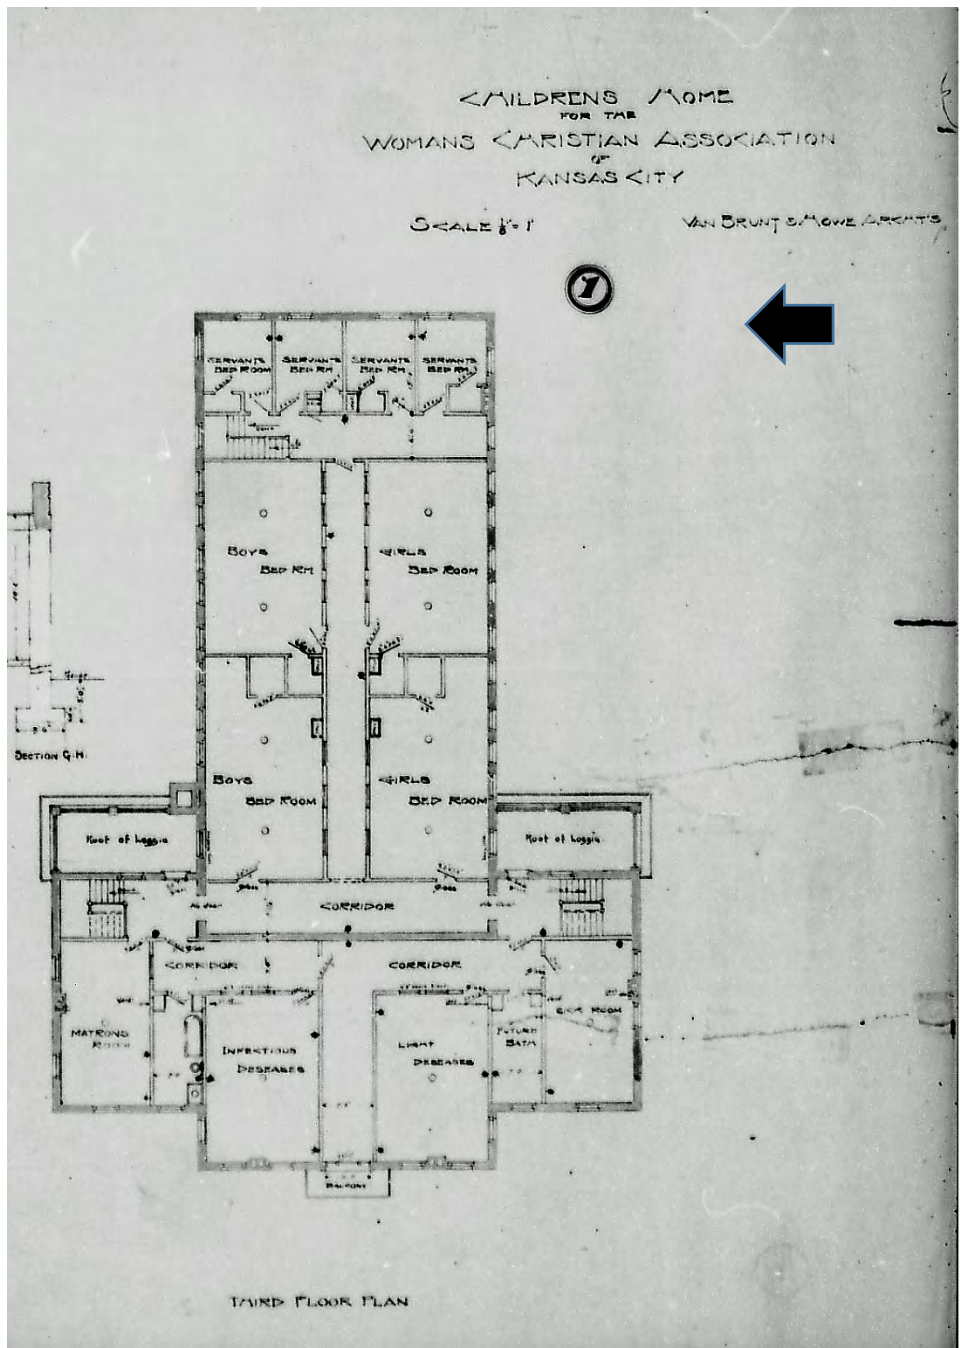 CHILDRENS HOME
FOR THE
WOMANS CHRISTIAN ASSOCIATION
OF
KANSAS CITY
SCALE ⅛"= 1'
VAN BRUNT & HOWE ARCHT'S
1
SERVANTS
BED ROOM
SERVANTS
BED RM
SERVANTS
BED RM
SERVANTS
BED RM
BOYS
BED RM
GIRLS
BED ROOM
SECTION G.H.
BOYS
BED ROOM
GIRLS
BED ROOM
Roof of Loggia
Roof of Loggia
CORRIDOR
CORRIDOR
CORRIDOR
MATRONS
ROOM
INFECTIOUS
DESEASES
LIGHT
DESEASES
FUTURE
BATH
SICK ROOM
BALCONY
THIRD FLOOR PLAN